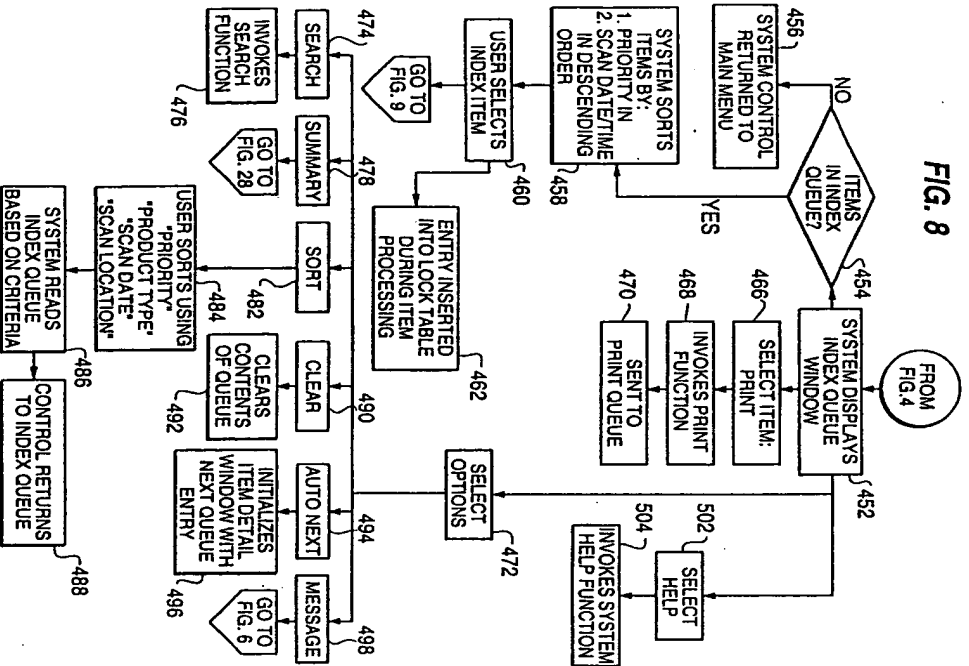 FIG. 8
FROM
FIG.4
SYSTEM DISPLAYS
INDEX QUEUE
WINDOW
452
ITEMS
IN INDEX
QUEUE?
454
NO
SYSTEM CONTROL
RETURNED TO
MAIN MENU
456
YES
SYSTEM SORTS
ITEMS BY:
1. PRIORITY IN
2. SCAN DATE/TIME
IN DESCENDING
ORDER
458
USER SELECTS
INDEX ITEM
460
GO TO
FIG. 9
ENTRY INSERTED
INTO LOCK TABLE
DURING ITEM
PROCESSING
462
SELECT ITEM:
PRINT
466
INVOKES PRINT
FUNCTION
468
SENT TO
PRINT QUEUE
470
SELECT
OPTIONS
472
SELECT
HELP
502
INVOKES SYSTEM
HELP FUNCTION
504
SEARCH
474
INVOKES
SEARCH
FUNCTION
476
SUMMARY
478
GO TO
FIG. 28
SORT
482
USER SORTS USING
"PRIORITY"
"PRODUCT TYPE"
"SCAN DATE"
"SCAN LOCATION"
484
SYSTEM READS
INDEX QUEUE
BASED ON CRITERIA
486
CONTROL RETURNS
TO INDEX QUEUE
488
CLEAR
490
CLEARS
CONTENTS
OF QUEUE
492
AUTO NEXT
494
INITIALIZES
ITEM DETAIL
WINDOW WITH
NEXT QUEUE
ENTRY
496
MESSAGE
498
GO TO
FIG. 6